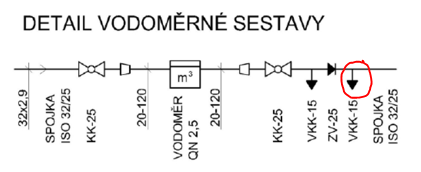 DETAIL VODOMĚRNÉ SESTAVY
m³
32x2,9
SPOJKA
ISO 32/25
KK-25
20-120
VODOMĚR
QN 2,5
20-120
KK-25
VKK-15
ZV-25
VKK-15
SPOJKA
ISO 32/25